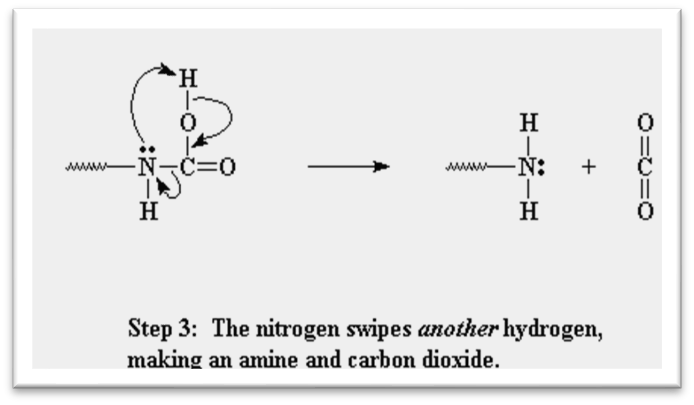 H
O H O
N C=O N: + C
H H O
Step 3: The nitrogen swipes another hydrogen,
making an amine and carbon dioxide.